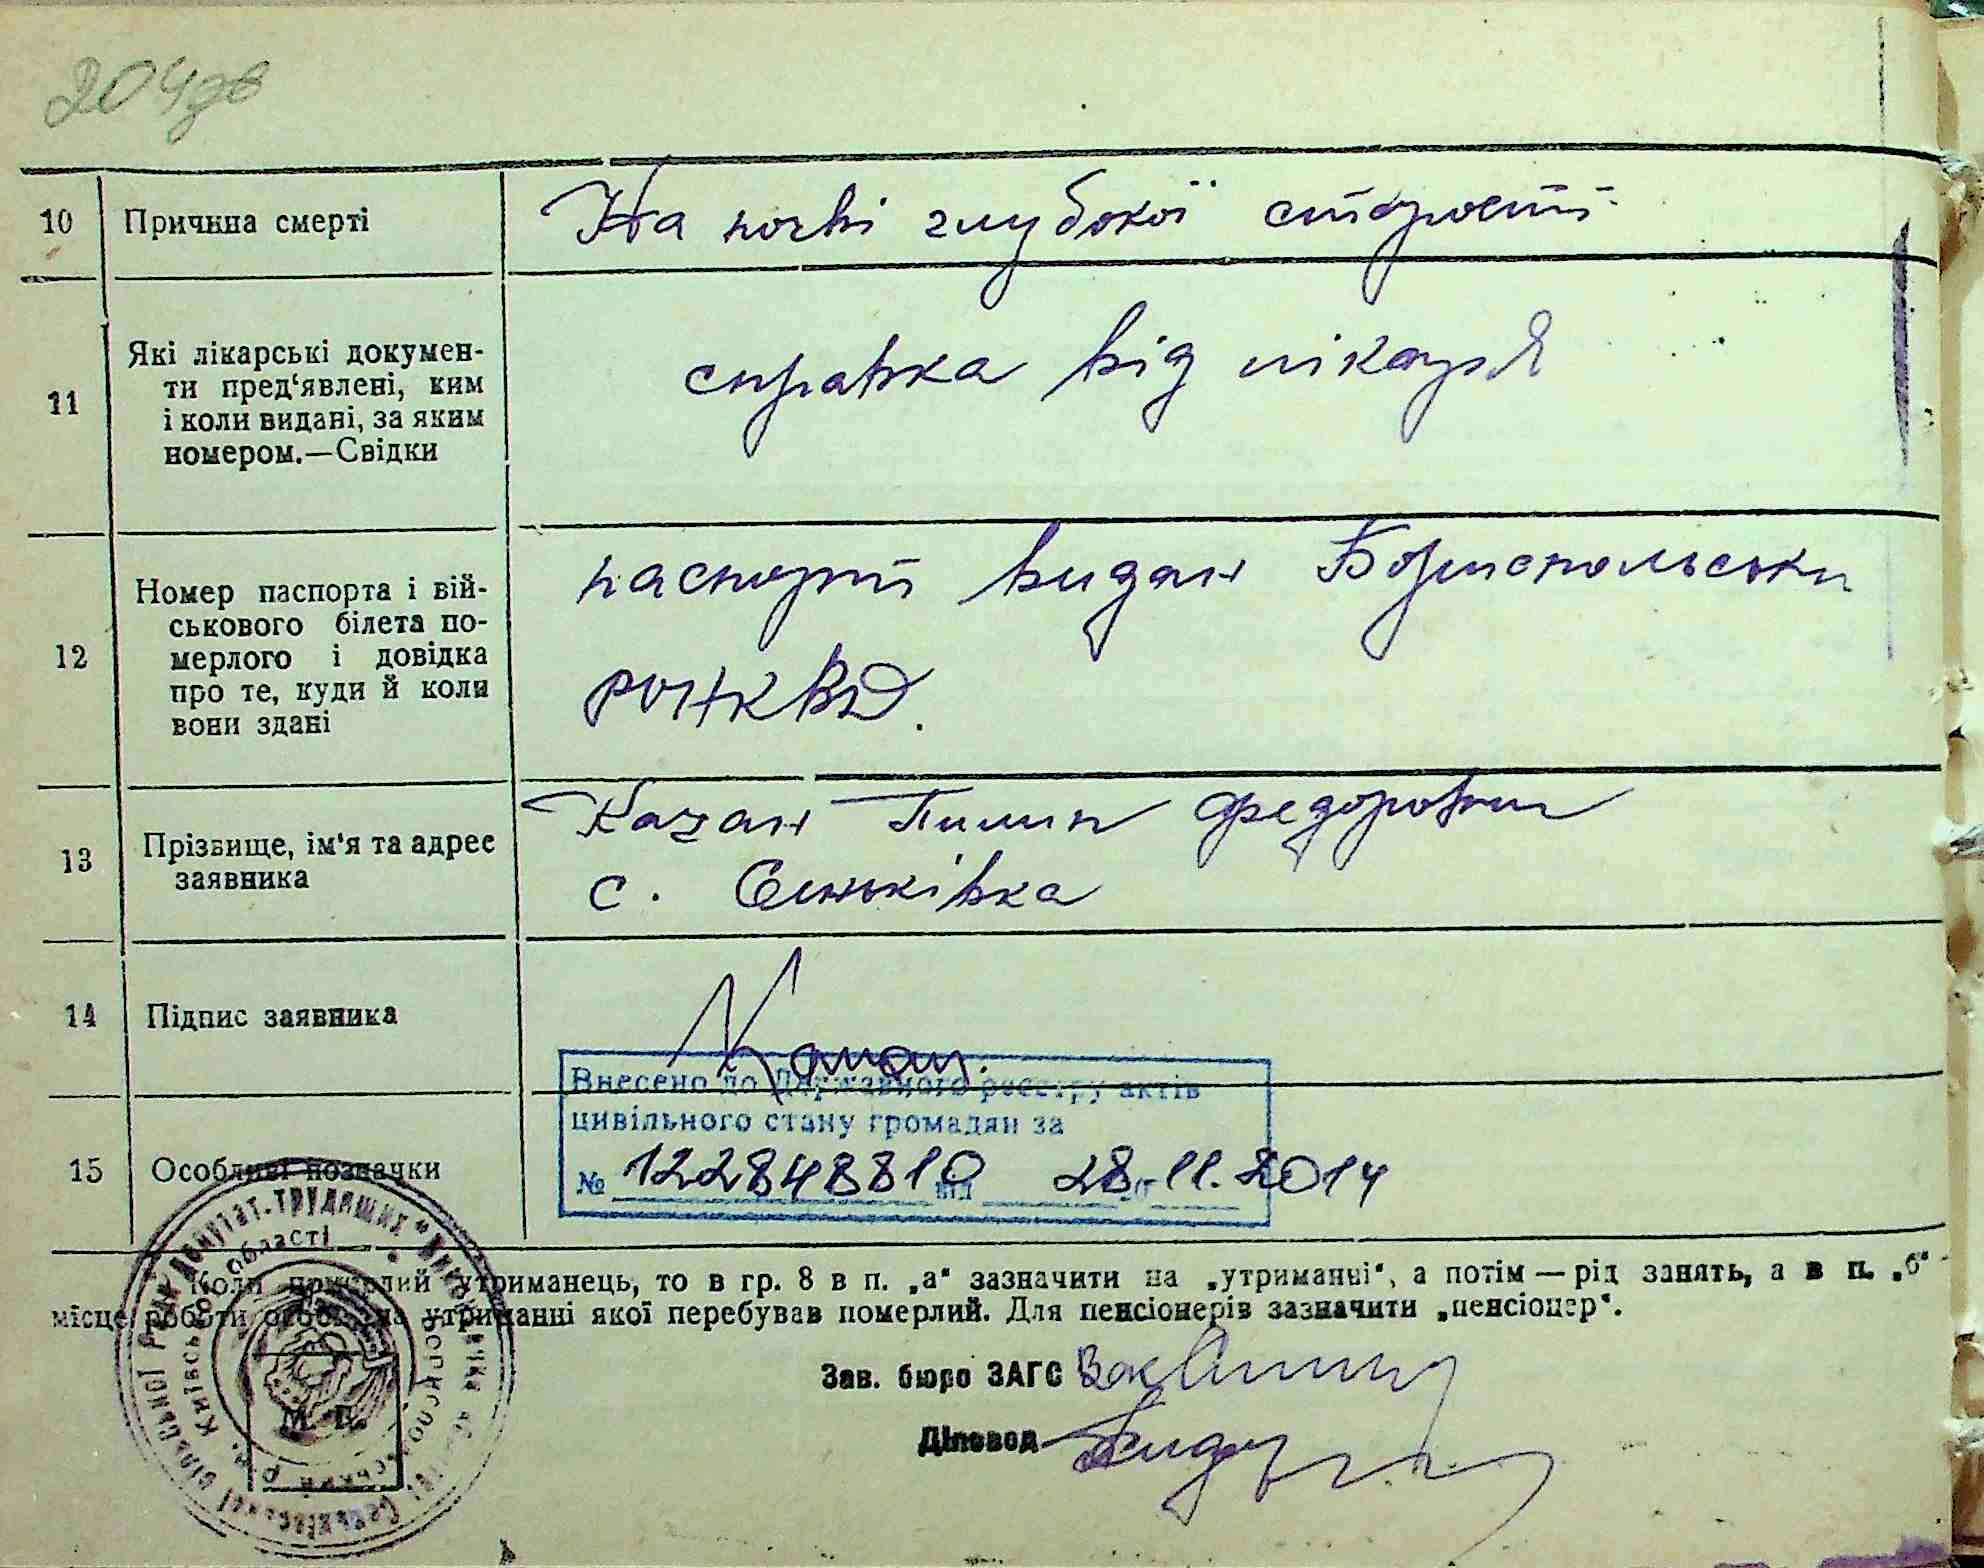 204
10 Причина смерті На почві глубокої старості
11 Які лікарські докумен-
ти пред'явлені, ким
і коли видані, за яким
номером.—Свідки
справка від лікаря
12 Номер паспорта і вій-
ськового білета по-
мерлого і довідка
про те, куди й коли
вони здані
паспорт видан Бориспольськи
РОНКВД.
13 Прізвище, ім'я та адрес
заявника
Качан Пилип Федорович
с. Сеньківка
14 Підпис заявника
Качан.
Внесено до Державного реєстру актів
цивільного стану громадян за
№ 122848810 від 28.11.2014
15 Особливі позначки
Коли померлий утриманець, то в гр. 8 в п. „а" зазначити на „утриманні", а потім — рід занять, а в п. „б"
місце роботи особи, на утриманні якої перебував померлий. Для пенсіонерів зазначити „пенсіонер".
Зав. бюро ЗАГС
Діловод
М. П.